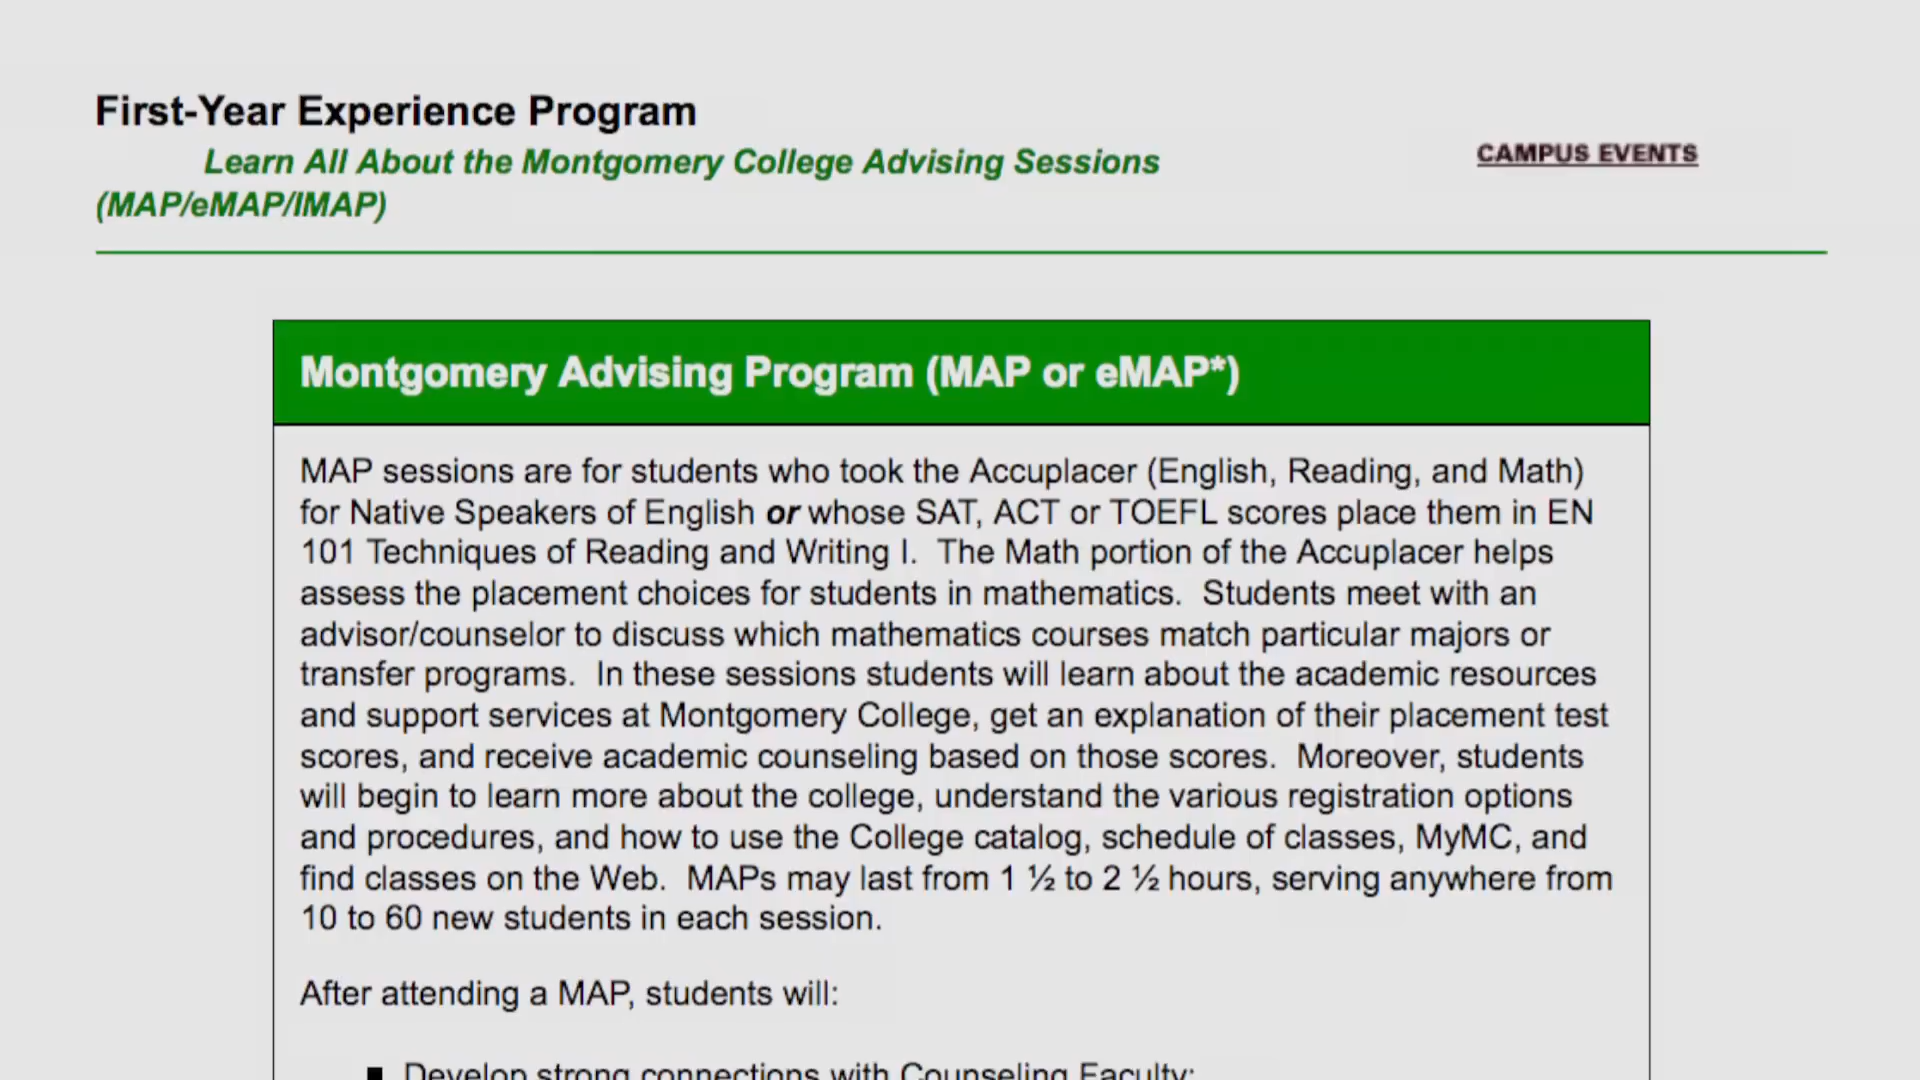 First-Year Experience Program
Learn All About the Montgomery College Advising Sessions
(MAP/eMAP/IMAP)
CAMPUS EVENTS
Montgomery Advising Program (MAP or eMAP*)
MAP sessions are for students who took the Accuplacer (English, Reading, and Math)
for Native Speakers of English or whose SAT, ACT or TOEFL scores place them in EN
101 Techniques of Reading and Writing I.  The Math portion of the Accuplacer helps
assess the placement choices for students in mathematics.  Students meet with an
advisor/counselor to discuss which mathematics courses match particular majors or
transfer programs.  In these sessions students will learn about the academic resources
and support services at Montgomery College, get an explanation of their placement test
scores, and receive academic counseling based on those scores.  Moreover, students
will begin to learn more about the college, understand the various registration options
and procedures, and how to use the College catalog, schedule of classes, MyMC, and
find classes on the Web.  MAPs may last from 1 ½ to 2 ½ hours, serving anywhere from
10 to 60 new students in each session.
After attending a MAP, students will:
■ Develop strong connections with Counseling Faculty;